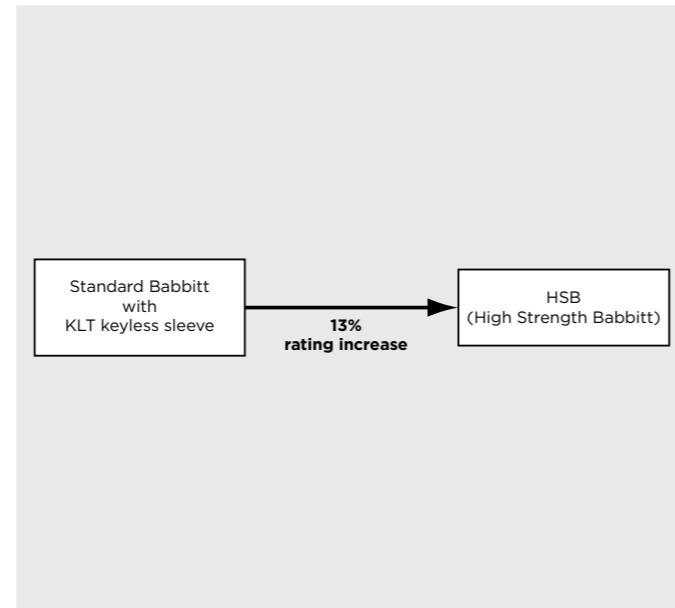 Standard Babbitt
with
KLT keyless sleeve
13%
rating increase
HSB
(High Strength Babbitt)